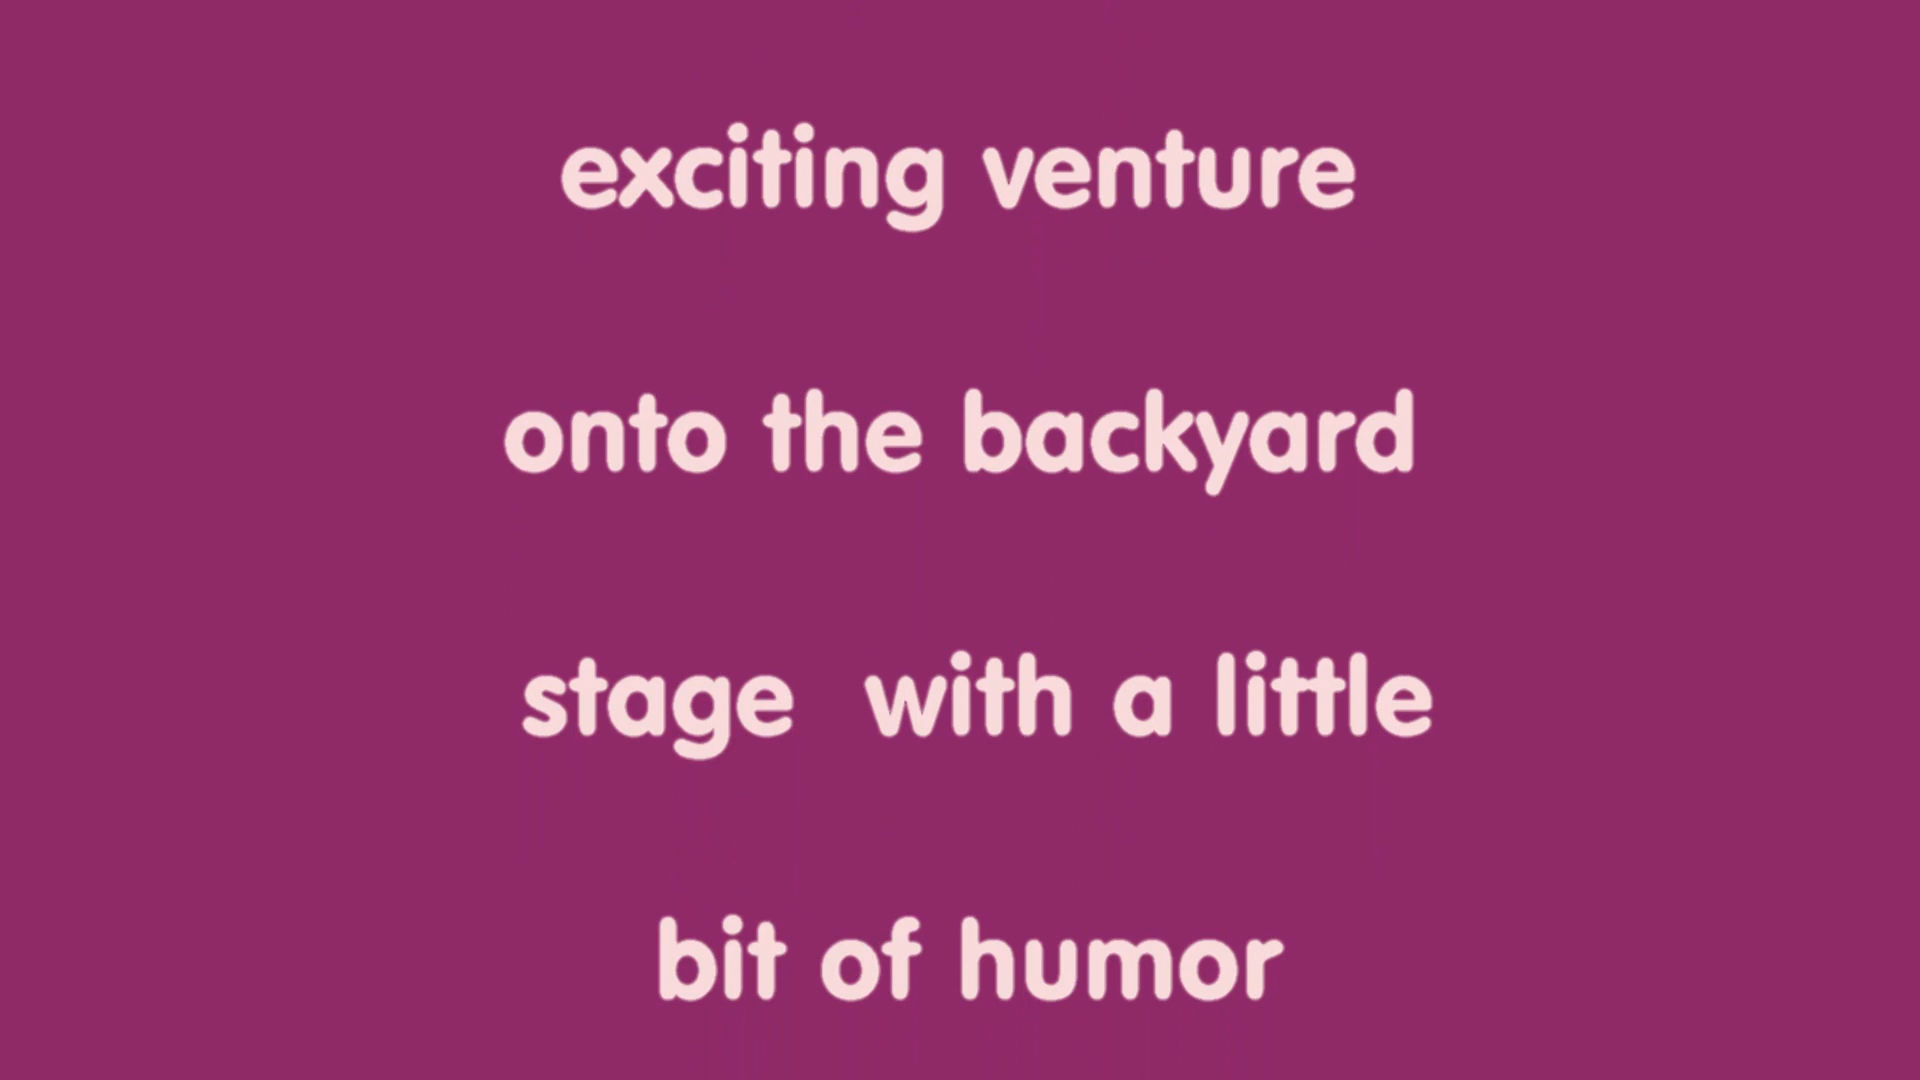 exciting venture
onto the backyard
stage  with a little
bit of humor